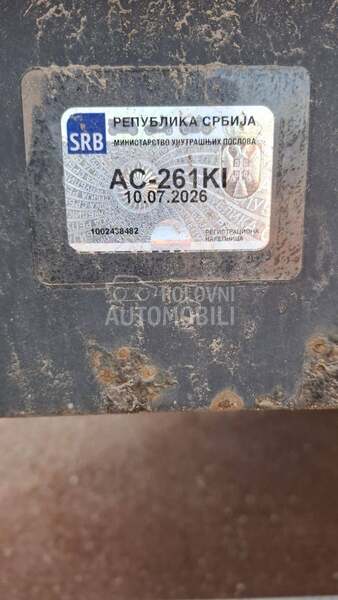 SRB
РЕПУБЛИКА СРБИЈА
МИНИСТАРСТВО УНУТРАШЊИХ ПОСЛОВА
AC-261KI
10.07.2026
1002438482
РЕГИСТРАЦИОНА
НАЛЕПНИЦА
POLOVNI
AUTOMOBILI